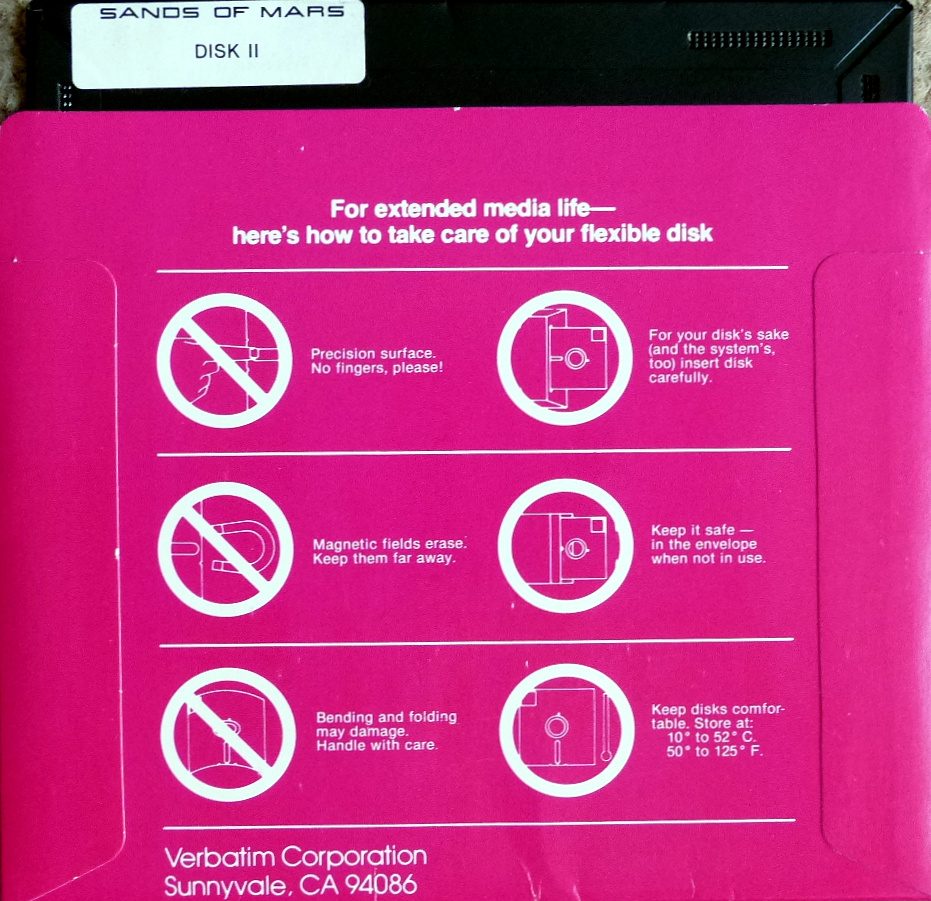 SANDS OF MARS
DISK II
For extended media life—
here's how to take care of your flexible disk
Precision surface.
No fingers, please!
For your disk's sake
(and the system's,
too) insert disk
carefully.
Magnetic fields erase.
Keep them far away.
Keep it safe —
in the envelope
when not in use.
Bending and folding
may damage.
Handle with care.
Keep disks comfor-
table. Store at:
10° to 52° C.
50° to 125° F.
Verbatim Corporation
Sunnyvale, CA 94086